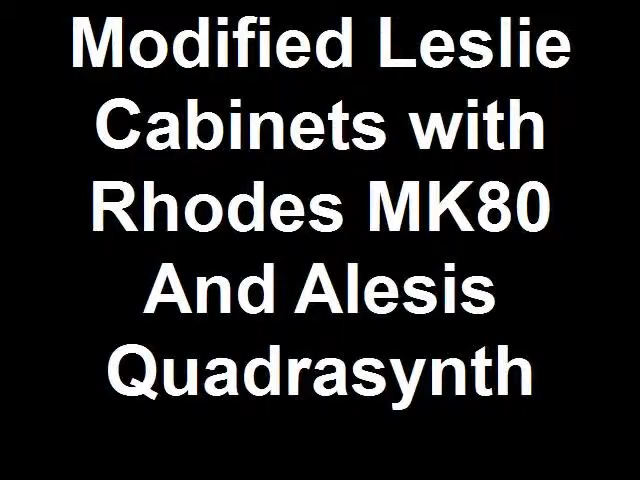 Modified Leslie
Cabinets with
Rhodes MK80
And Alesis
Quadrasynth